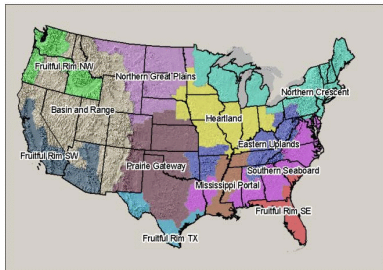 Fruitful Rim NW
Northern Great Plains
Northern Crescent
Basin and Range
Heartland
Eastern Uplands
Fruitful Rim SW
Prairie Gateway
Southern Seaboard
Mississippi Portal
Fruitful Rim SE
Fruitful Rim TX